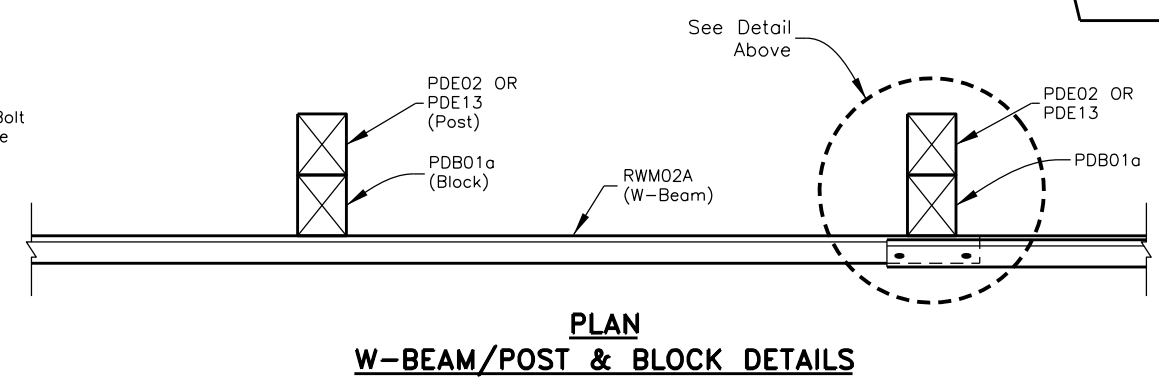 See Detail
Above
PDE02 OR
PDE13
(Post)
PDE02 OR
PDE13
Bolt
PDB01a
(Block)
PDB01a
RWM02A
(W-Beam)
PLAN
W-BEAM/POST & BLOCK DETAILS